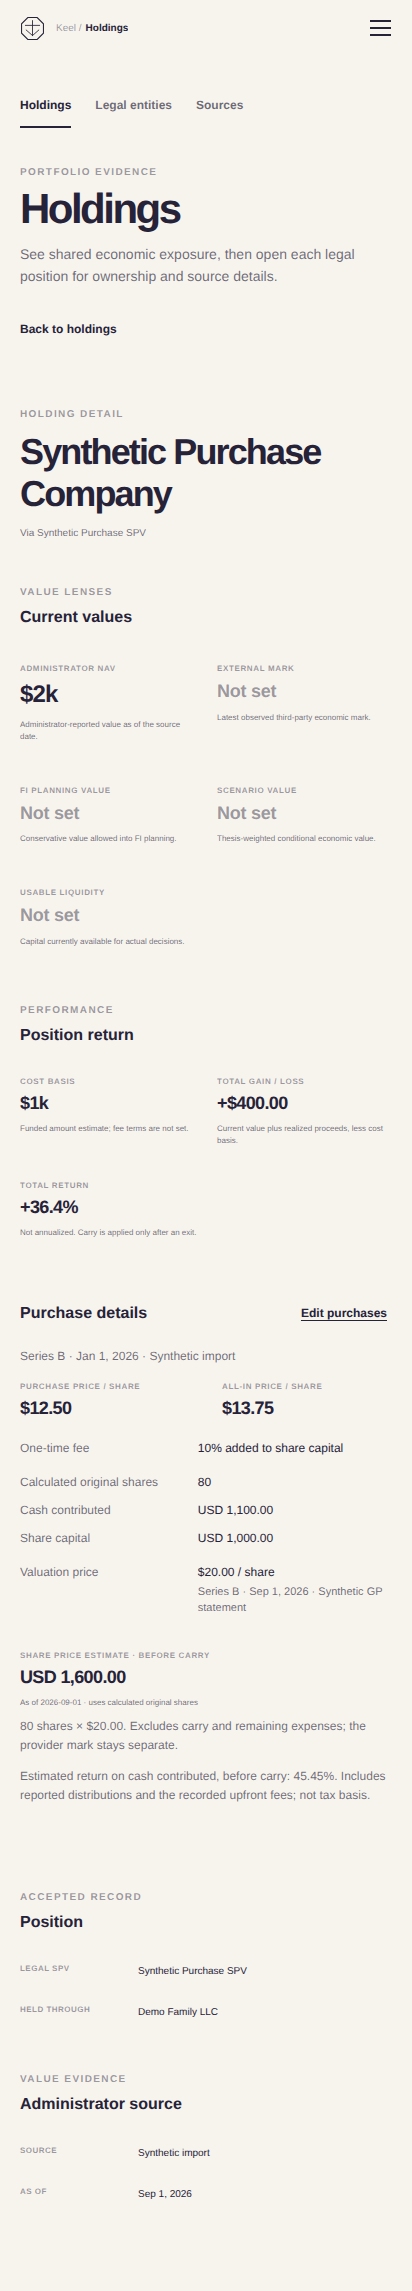 Keel / Holdings
Holdings Legal entities Sources
PORTFOLIO EVIDENCE
Holdings
See shared economic exposure, then open each legal
position for ownership and source details.
Back to holdings
HOLDING DETAIL
Synthetic Purchase
Company
Via Synthetic Purchase SPV
VALUE LENSES
Current values
ADMINISTRATOR NAV
$2k
Administrator-reported value as of the source
date.
EXTERNAL MARK
Not set
Latest observed third-party economic mark.
FI PLANNING VALUE
Not set
Conservative value allowed into FI planning.
SCENARIO VALUE
Not set
Thesis-weighted conditional economic value.
USABLE LIQUIDITY
Not set
Capital currently available for actual decisions.
PERFORMANCE
Position return
COST BASIS
$1k
Funded amount estimate; fee terms are not set.
TOTAL GAIN / LOSS
+$400.00
Current value plus realized proceeds, less cost
basis.
TOTAL RETURN
+36.4%
Not annualized. Carry is applied only after an exit.
Purchase details Edit purchases
Series B · Jan 1, 2026 · Synthetic import
PURCHASE PRICE / SHARE
$12.50
ALL-IN PRICE / SHARE
$13.75
One-time fee 10% added to share capital
Calculated original shares 80
Cash contributed USD 1,100.00
Share capital USD 1,000.00
Valuation price $20.00 / share
Series B · Sep 1, 2026 · Synthetic GP
statement
SHARE PRICE ESTIMATE · BEFORE CARRY
USD 1,600.00
As of 2026-09-01 · uses calculated original shares
80 shares × $20.00. Excludes carry and remaining expenses; the
provider mark stays separate.
Estimated return on cash contributed, before carry: 45.45%. Includes
reported distributions and the recorded upfront fees; not tax basis.
ACCEPTED RECORD
Position
LEGAL SPV Synthetic Purchase SPV
HELD THROUGH Demo Family LLC
VALUE EVIDENCE
Administrator source
SOURCE Synthetic import
AS OF Sep 1, 2026